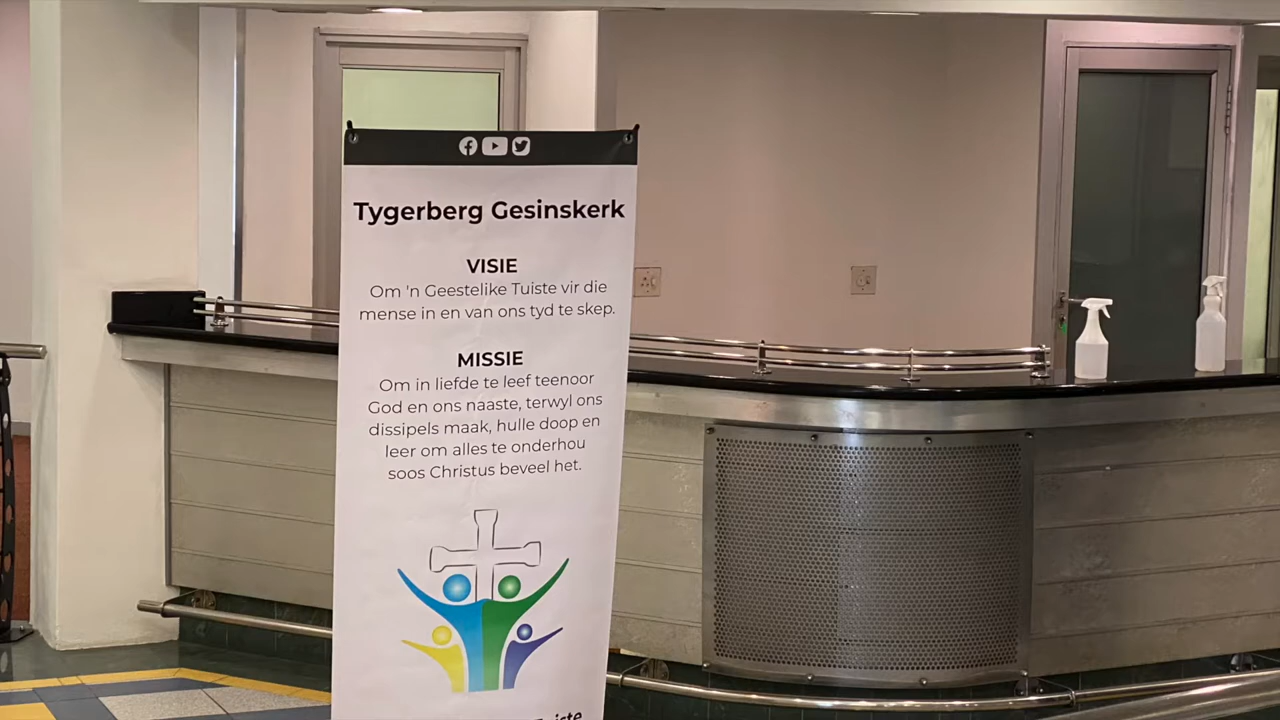 Tygerberg Gesinskerk
VISIE
Om 'n Geestelike Tuiste vir die
mense in en van ons tyd te skep.
MISSIE
Om in liefde te leef teenoor
God en ons naaste, terwyl ons
dissipels maak, hulle doop en
leer om alles te onderhou
soos Christus beveel het.